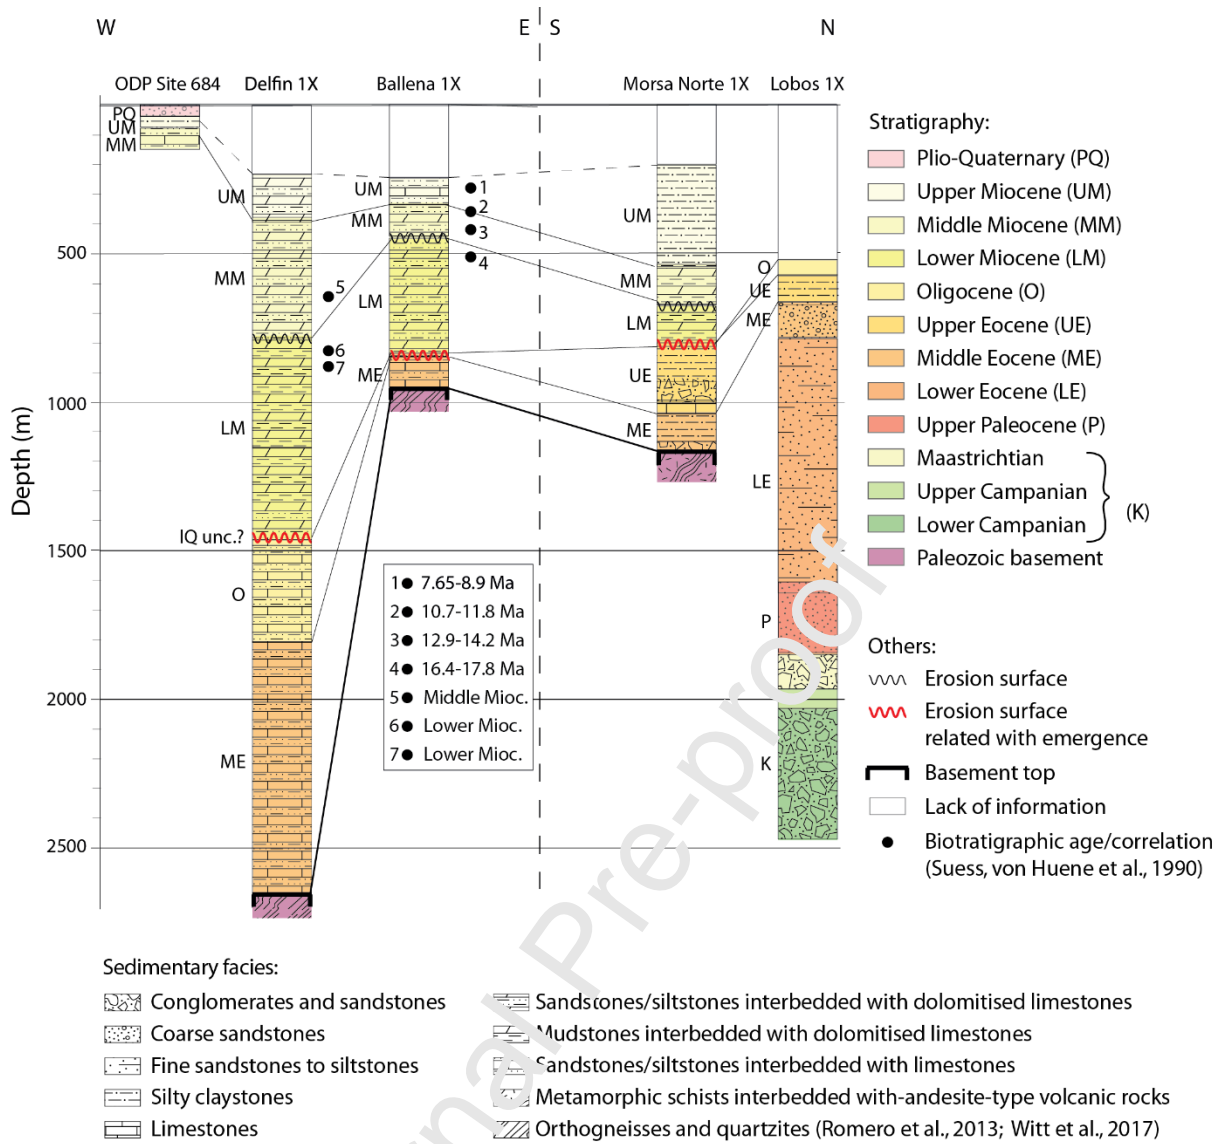 W
E
S
N
ODP Site 684
Delfin 1X
Ballena 1X
Morsa Norte 1X
Lobos 1X
PQ
UM
MM
UM
MM
LM
IQ unc.?
O
ME
UM
MM
LM
ME
UM
MM
LM
UE
ME
O
UE
ME
LE
P
K
1
2
3
4
5
6
7
Depth (m)
500
1000
1500
2000
2500
1 7.65-8.9 Ma
2 10.7-11.8 Ma
3 12.9-14.2 Ma
4 16.4-17.8 Ma
5 Middle Mioc.
6 Lower Mioc.
7 Lower Mioc.
Stratigraphy:
Plio-Quaternary (PQ)
Upper Miocene (UM)
Middle Miocene (MM)
Lower Miocene (LM)
Oligocene (O)
Upper Eocene (UE)
Middle Eocene (ME)
Lower Eocene (LE)
Upper Paleocene (P)
Maastrichtian
Upper Campanian
Lower Campanian
(K)
Paleozoic basement
Others:
Erosion surface
Erosion surface
related with emergence
Basement top
Lack of information
Biotratigraphic age/correlation
(Suess, von Huene et al., 1990)
Sedimentary facies:
Conglomerates and sandstones
Coarse sandstones
Fine sandstones to siltstones
Silty claystones
Limestones
Sandstones/siltstones interbedded with dolomitised limestones
Mudstones interbedded with dolomitised limestones
Sandstones/siltstones interbedded with limestones
Metamorphic schists interbedded with-andesite-type volcanic rocks
Orthogneisses and quartzites (Romero et al., 2013; Witt et al., 2017)
rnal Pre-proof